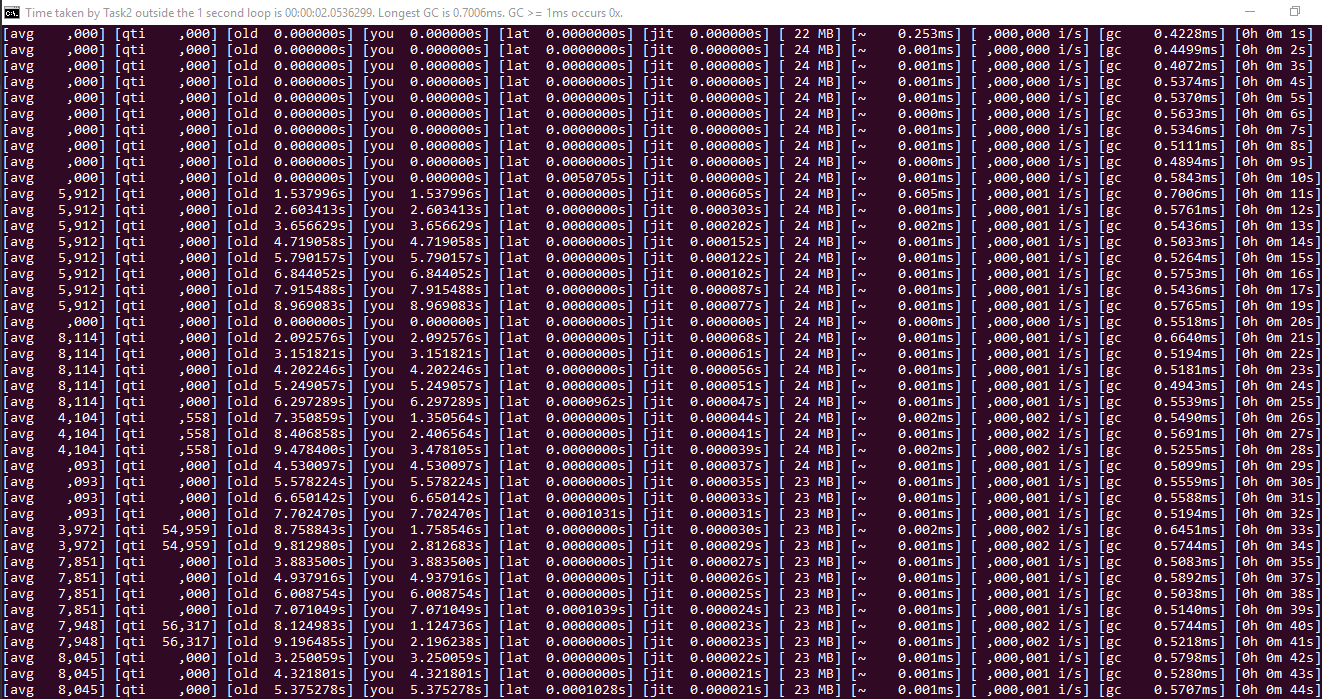 Time taken by Task2 outside the 1 second loop is 00:00:02.0536299. Longest GC is 0.7006ms. GC >= 1ms occurs 0x.
[avg ,000] [qti ,000] [old 0.000000s] [you 0.000000s] [lat 0.0000000s] [jit 0.000000s] [ 22 MB] [~ 0.253ms] [ ,000,000 i/s] [gc 0.4228ms] [0h 0m 1s]
[avg ,000] [qti ,000] [old 0.000000s] [you 0.000000s] [lat 0.0000000s] [jit 0.000000s] [ 24 MB] [~ 0.001ms] [ ,000,000 i/s] [gc 0.4499ms] [0h 0m 2s]
[avg ,000] [qti ,000] [old 0.000000s] [you 0.000000s] [lat 0.0000000s] [jit 0.000000s] [ 24 MB] [~ 0.001ms] [ ,000,000 i/s] [gc 0.4072ms] [0h 0m 3s]
[avg ,000] [qti ,000] [old 0.000000s] [you 0.000000s] [lat 0.0000000s] [jit 0.000000s] [ 24 MB] [~ 0.001ms] [ ,000,000 i/s] [gc 0.5374ms] [0h 0m 4s]
[avg ,000] [qti ,000] [old 0.000000s] [you 0.000000s] [lat 0.0000000s] [jit 0.000000s] [ 24 MB] [~ 0.001ms] [ ,000,000 i/s] [gc 0.5370ms] [0h 0m 5s]
[avg ,000] [qti ,000] [old 0.000000s] [you 0.000000s] [lat 0.0000000s] [jit 0.000000s] [ 24 MB] [~ 0.000ms] [ ,000,000 i/s] [gc 0.5633ms] [0h 0m 6s]
[avg ,000] [qti ,000] [old 0.000000s] [you 0.000000s] [lat 0.0000000s] [jit 0.000000s] [ 24 MB] [~ 0.001ms] [ ,000,000 i/s] [gc 0.5346ms] [0h 0m 7s]
[avg ,000] [qti ,000] [old 0.000000s] [you 0.000000s] [lat 0.0000000s] [jit 0.000000s] [ 24 MB] [~ 0.001ms] [ ,000,000 i/s] [gc 0.5111ms] [0h 0m 8s]
[avg ,000] [qti ,000] [old 0.000000s] [you 0.000000s] [lat 0.0000000s] [jit 0.000000s] [ 24 MB] [~ 0.000ms] [ ,000,000 i/s] [gc 0.4894ms] [0h 0m 9s]
[avg ,000] [qti ,000] [old 0.000000s] [you 0.000000s] [lat 0.0050705s] [jit 0.000000s] [ 24 MB] [~ 0.001ms] [ ,000,000 i/s] [gc 0.5843ms] [0h 0m 10s]
[avg 5,912] [qti ,000] [old 1.537996s] [you 1.537996s] [lat 0.0000000s] [jit 0.000605s] [ 24 MB] [~ 0.605ms] [ ,000,001 i/s] [gc 0.7006ms] [0h 0m 11s]
[avg 5,912] [qti ,000] [old 2.603413s] [you 2.603413s] [lat 0.0000000s] [jit 0.000303s] [ 24 MB] [~ 0.001ms] [ ,000,001 i/s] [gc 0.5761ms] [0h 0m 12s]
[avg 5,912] [qti ,000] [old 3.656629s] [you 3.656629s] [lat 0.0000000s] [jit 0.000202s] [ 24 MB] [~ 0.002ms] [ ,000,001 i/s] [gc 0.5436ms] [0h 0m 13s]
[avg 5,912] [qti ,000] [old 4.719058s] [you 4.719058s] [lat 0.0000000s] [jit 0.000152s] [ 24 MB] [~ 0.001ms] [ ,000,001 i/s] [gc 0.5033ms] [0h 0m 14s]
[avg 5,912] [qti ,000] [old 5.790157s] [you 5.790157s] [lat 0.0000000s] [jit 0.000122s] [ 24 MB] [~ 0.001ms] [ ,000,001 i/s] [gc 0.5264ms] [0h 0m 15s]
[avg 5,912] [qti ,000] [old 6.844052s] [you 6.844052s] [lat 0.0000000s] [jit 0.000102s] [ 24 MB] [~ 0.001ms] [ ,000,001 i/s] [gc 0.5753ms] [0h 0m 16s]
[avg 5,912] [qti ,000] [old 7.915488s] [you 7.915488s] [lat 0.0000000s] [jit 0.000087s] [ 24 MB] [~ 0.001ms] [ ,000,001 i/s] [gc 0.5436ms] [0h 0m 17s]
[avg 5,912] [qti ,000] [old 8.969083s] [you 8.969083s] [lat 0.0000000s] [jit 0.000077s] [ 24 MB] [~ 0.001ms] [ ,000,001 i/s] [gc 0.5765ms] [0h 0m 19s]
[avg ,000] [qti ,000] [old 0.000000s] [you 0.000000s] [lat 0.0000000s] [jit 0.000000s] [ 24 MB] [~ 0.000ms] [ ,000,000 i/s] [gc 0.5518ms] [0h 0m 20s]
[avg 8,114] [qti ,000] [old 2.092576s] [you 2.092576s] [lat 0.0000000s] [jit 0.000068s] [ 24 MB] [~ 0.001ms] [ ,000,001 i/s] [gc 0.6640ms] [0h 0m 21s]
[avg 8,114] [qti ,000] [old 3.151821s] [you 3.151821s] [lat 0.0000000s] [jit 0.000061s] [ 24 MB] [~ 0.001ms] [ ,000,001 i/s] [gc 0.5194ms] [0h 0m 22s]
[avg 8,114] [qti ,000] [old 4.202246s] [you 4.202246s] [lat 0.0000000s] [jit 0.000056s] [ 24 MB] [~ 0.001ms] [ ,000,001 i/s] [gc 0.5181ms] [0h 0m 23s]
[avg 8,114] [qti ,000] [old 5.249057s] [you 5.249057s] [lat 0.0000000s] [jit 0.000051s] [ 24 MB] [~ 0.001ms] [ ,000,001 i/s] [gc 0.4943ms] [0h 0m 24s]
[avg 8,114] [qti ,000] [old 6.297289s] [you 6.297289s] [lat 0.0000962s] [jit 0.000047s] [ 24 MB] [~ 0.001ms] [ ,000,001 i/s] [gc 0.5539ms] [0h 0m 25s]
[avg 4,104] [qti ,558] [old 7.350859s] [you 1.350564s] [lat 0.0000000s] [jit 0.000044s] [ 24 MB] [~ 0.002ms] [ ,000,002 i/s] [gc 0.5490ms] [0h 0m 26s]
[avg 4,104] [qti ,558] [old 8.406858s] [you 2.406564s] [lat 0.0000000s] [jit 0.000041s] [ 24 MB] [~ 0.001ms] [ ,000,002 i/s] [gc 0.5691ms] [0h 0m 27s]
[avg 4,104] [qti ,558] [old 9.478400s] [you 3.478105s] [lat 0.0000000s] [jit 0.000039s] [ 24 MB] [~ 0.002ms] [ ,000,002 i/s] [gc 0.5255ms] [0h 0m 28s]
[avg ,093] [qti ,000] [old 4.530097s] [you 4.530097s] [lat 0.0000000s] [jit 0.000037s] [ 24 MB] [~ 0.001ms] [ ,000,001 i/s] [gc 0.5099ms] [0h 0m 29s]
[avg ,093] [qti ,000] [old 5.578224s] [you 5.578224s] [lat 0.0000000s] [jit 0.000035s] [ 23 MB] [~ 0.001ms] [ ,000,001 i/s] [gc 0.5559ms] [0h 0m 30s]
[avg ,093] [qti ,000] [old 6.650142s] [you 6.650142s] [lat 0.0000000s] [jit 0.000033s] [ 23 MB] [~ 0.001ms] [ ,000,001 i/s] [gc 0.5588ms] [0h 0m 31s]
[avg ,093] [qti ,000] [old 7.702470s] [you 7.702470s] [lat 0.0001031s] [jit 0.000031s] [ 23 MB] [~ 0.001ms] [ ,000,001 i/s] [gc 0.5194ms] [0h 0m 32s]
[avg 3,972] [qti 54,959] [old 8.758843s] [you 1.758546s] [lat 0.0000000s] [jit 0.000030s] [ 23 MB] [~ 0.002ms] [ ,000,002 i/s] [gc 0.6451ms] [0h 0m 33s]
[avg 3,972] [qti 54,959] [old 9.812980s] [you 2.812683s] [lat 0.0000000s] [jit 0.000029s] [ 23 MB] [~ 0.001ms] [ ,000,002 i/s] [gc 0.5744ms] [0h 0m 34s]
[avg 7,851] [qti ,000] [old 3.883500s] [you 3.883500s] [lat 0.0000000s] [jit 0.000027s] [ 23 MB] [~ 0.001ms] [ ,000,001 i/s] [gc 0.5083ms] [0h 0m 35s]
[avg 7,851] [qti ,000] [old 4.937916s] [you 4.937916s] [lat 0.0000000s] [jit 0.000026s] [ 23 MB] [~ 0.001ms] [ ,000,001 i/s] [gc 0.5892ms] [0h 0m 37s]
[avg 7,851] [qti ,000] [old 6.008754s] [you 6.008754s] [lat 0.0000000s] [jit 0.000025s] [ 23 MB] [~ 0.001ms] [ ,000,001 i/s] [gc 0.5038ms] [0h 0m 38s]
[avg 7,851] [qti ,000] [old 7.071049s] [you 7.071049s] [lat 0.0001039s] [jit 0.000024s] [ 23 MB] [~ 0.001ms] [ ,000,001 i/s] [gc 0.5140ms] [0h 0m 39s]
[avg 7,948] [qti 56,317] [old 8.124983s] [you 1.124736s] [lat 0.0000000s] [jit 0.000023s] [ 23 MB] [~ 0.001ms] [ ,000,002 i/s] [gc 0.5744ms] [0h 0m 40s]
[avg 7,948] [qti 56,317] [old 9.196485s] [you 2.196238s] [lat 0.0000000s] [jit 0.000023s] [ 23 MB] [~ 0.001ms] [ ,000,002 i/s] [gc 0.5218ms] [0h 0m 41s]
[avg 8,045] [qti ,000] [old 3.250059s] [you 3.250059s] [lat 0.0000000s] [jit 0.000022s] [ 23 MB] [~ 0.001ms] [ ,000,001 i/s] [gc 0.5798ms] [0h 0m 42s]
[avg 8,045] [qti ,000] [old 4.321801s] [you 4.321801s] [lat 0.0000000s] [jit 0.000021s] [ 23 MB] [~ 0.001ms] [ ,000,001 i/s] [gc 0.5280ms] [0h 0m 43s]
[avg 8,045] [qti ,000] [old 5.375278s] [you 5.375278s] [lat 0.0001028s] [jit 0.000021s] [ 23 MB] [~ 0.001ms] [ ,000,001 i/s] [gc 0.5707ms] [0h 0m 44s]